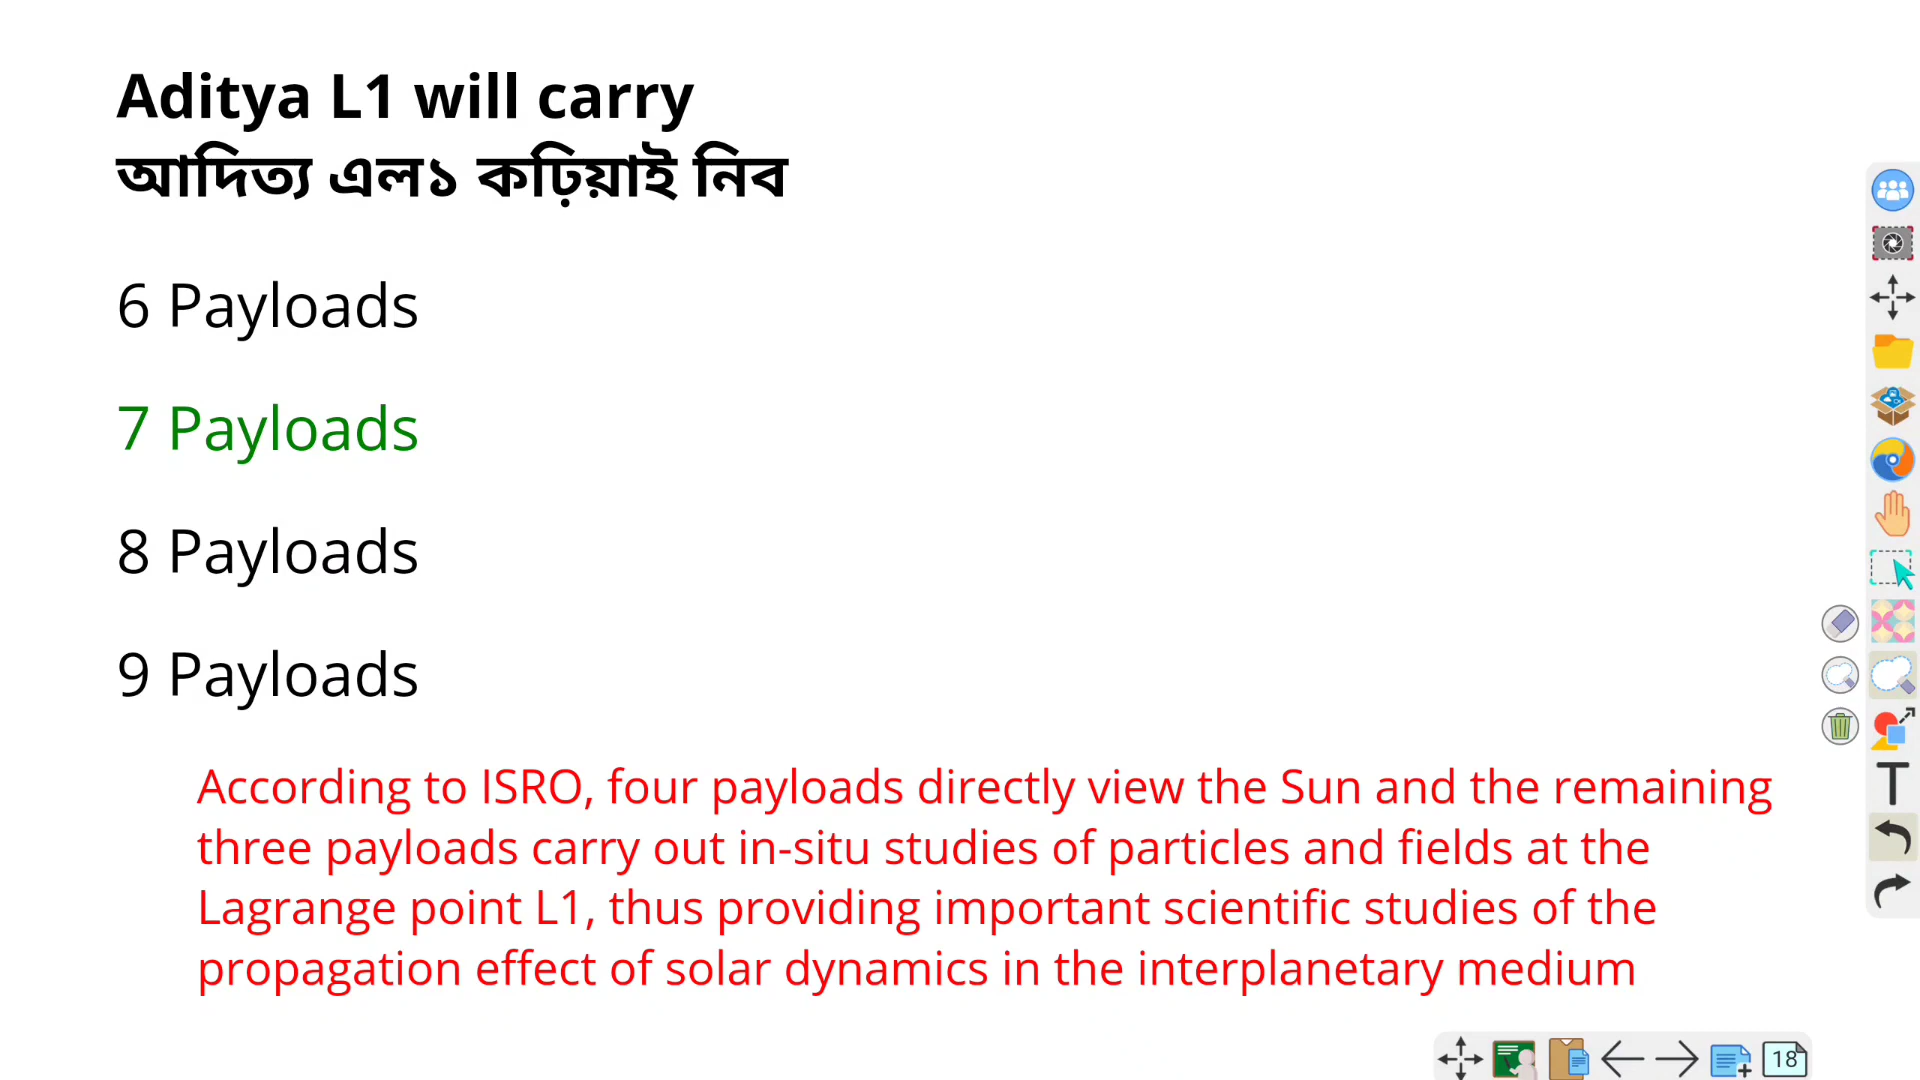 Aditya L1 will carry
আদিত্য এল১ কঢ়িয়াই নিব
6 Payloads
7 Payloads
8 Payloads
9 Payloads
According to ISRO, four payloads directly view the Sun and the remaining
three payloads carry out in-situ studies of particles and fields at the
Lagrange point L1, thus providing important scientific studies of the
propagation effect of solar dynamics in the interplanetary medium
T
18